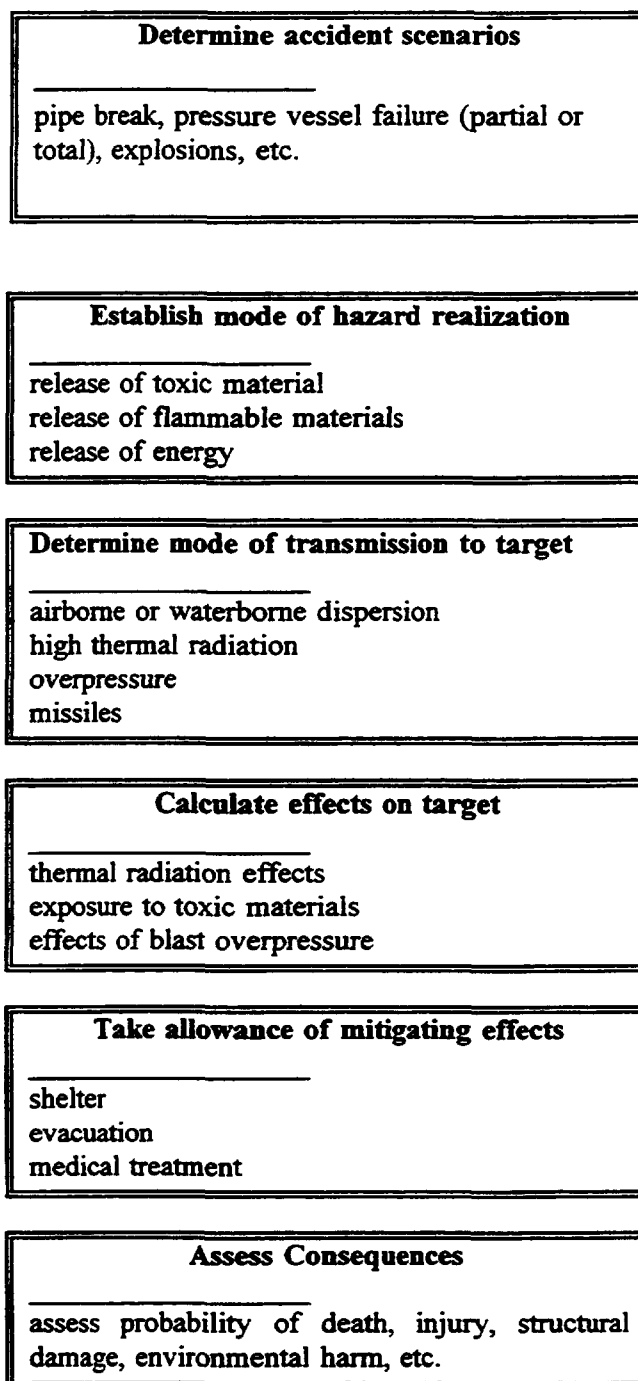 Determine accident scenarios
pipe break, pressure vessel failure (partial or
total), explosions, etc.
Establish mode of hazard realization
release of toxic material
release of flammable materials
release of energy
Determine mode of transmission to target
airborne or waterborne dispersion
high thermal radiation
overpressure
missiles
Calculate effects on target
thermal radiation effects
exposure to toxic materials
effects of blast overpressure
Take allowance of mitigating effects
shelter
evacuation
medical treatment
Assess Consequences
assess probability of death, injury, structural
damage, environmental harm, etc.